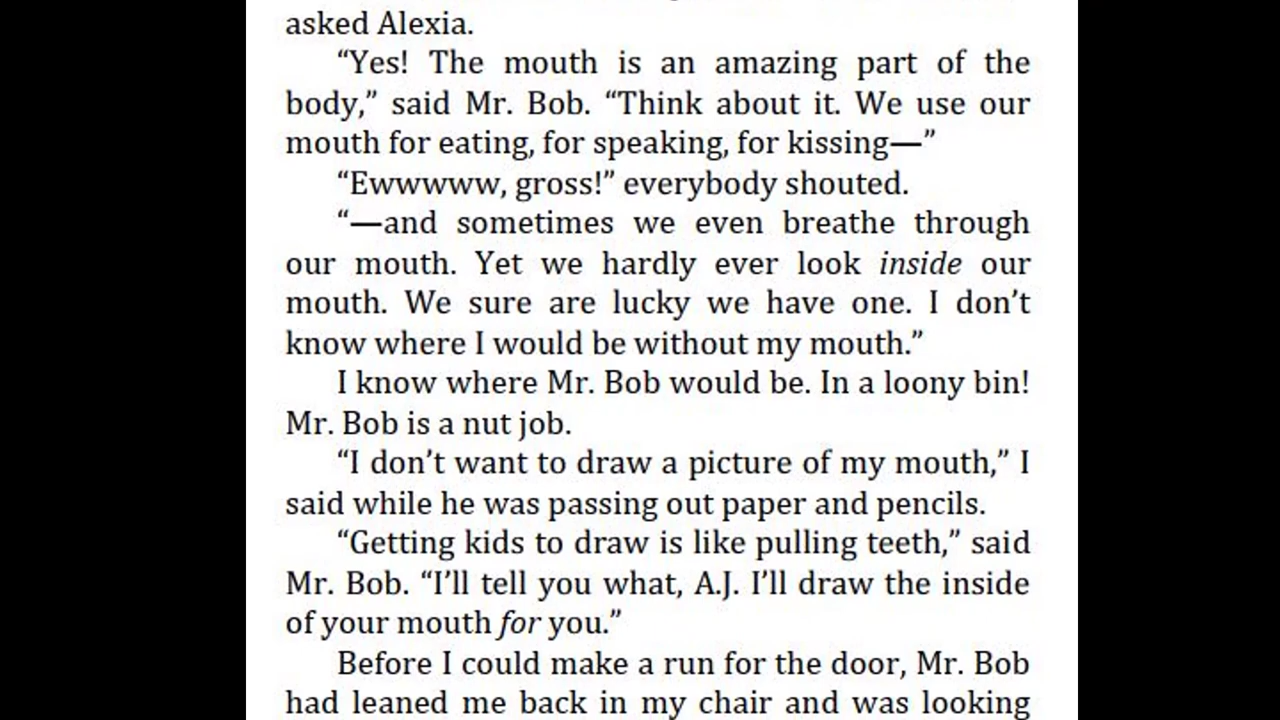 asked Alexia.
“Yes! The mouth is an amazing part of the
body,” said Mr. Bob. “Think about it. We use our
mouth for eating, for speaking, for kissing—”
“Ewwwww, gross!” everybody shouted.
“—and sometimes we even breathe through
our mouth. Yet we hardly ever look inside our
mouth. We sure are lucky we have one. I don’t
know where I would be without my mouth.”
I know where Mr. Bob would be. In a loony bin!
Mr. Bob is a nut job.
“I don’t want to draw a picture of my mouth,” I
said while he was passing out paper and pencils.
“Getting kids to draw is like pulling teeth,” said
Mr. Bob. “I’ll tell you what, A.J. I’ll draw the inside
of your mouth for you.”
Before I could make a run for the door, Mr. Bob
had leaned me back in my chair and was looking